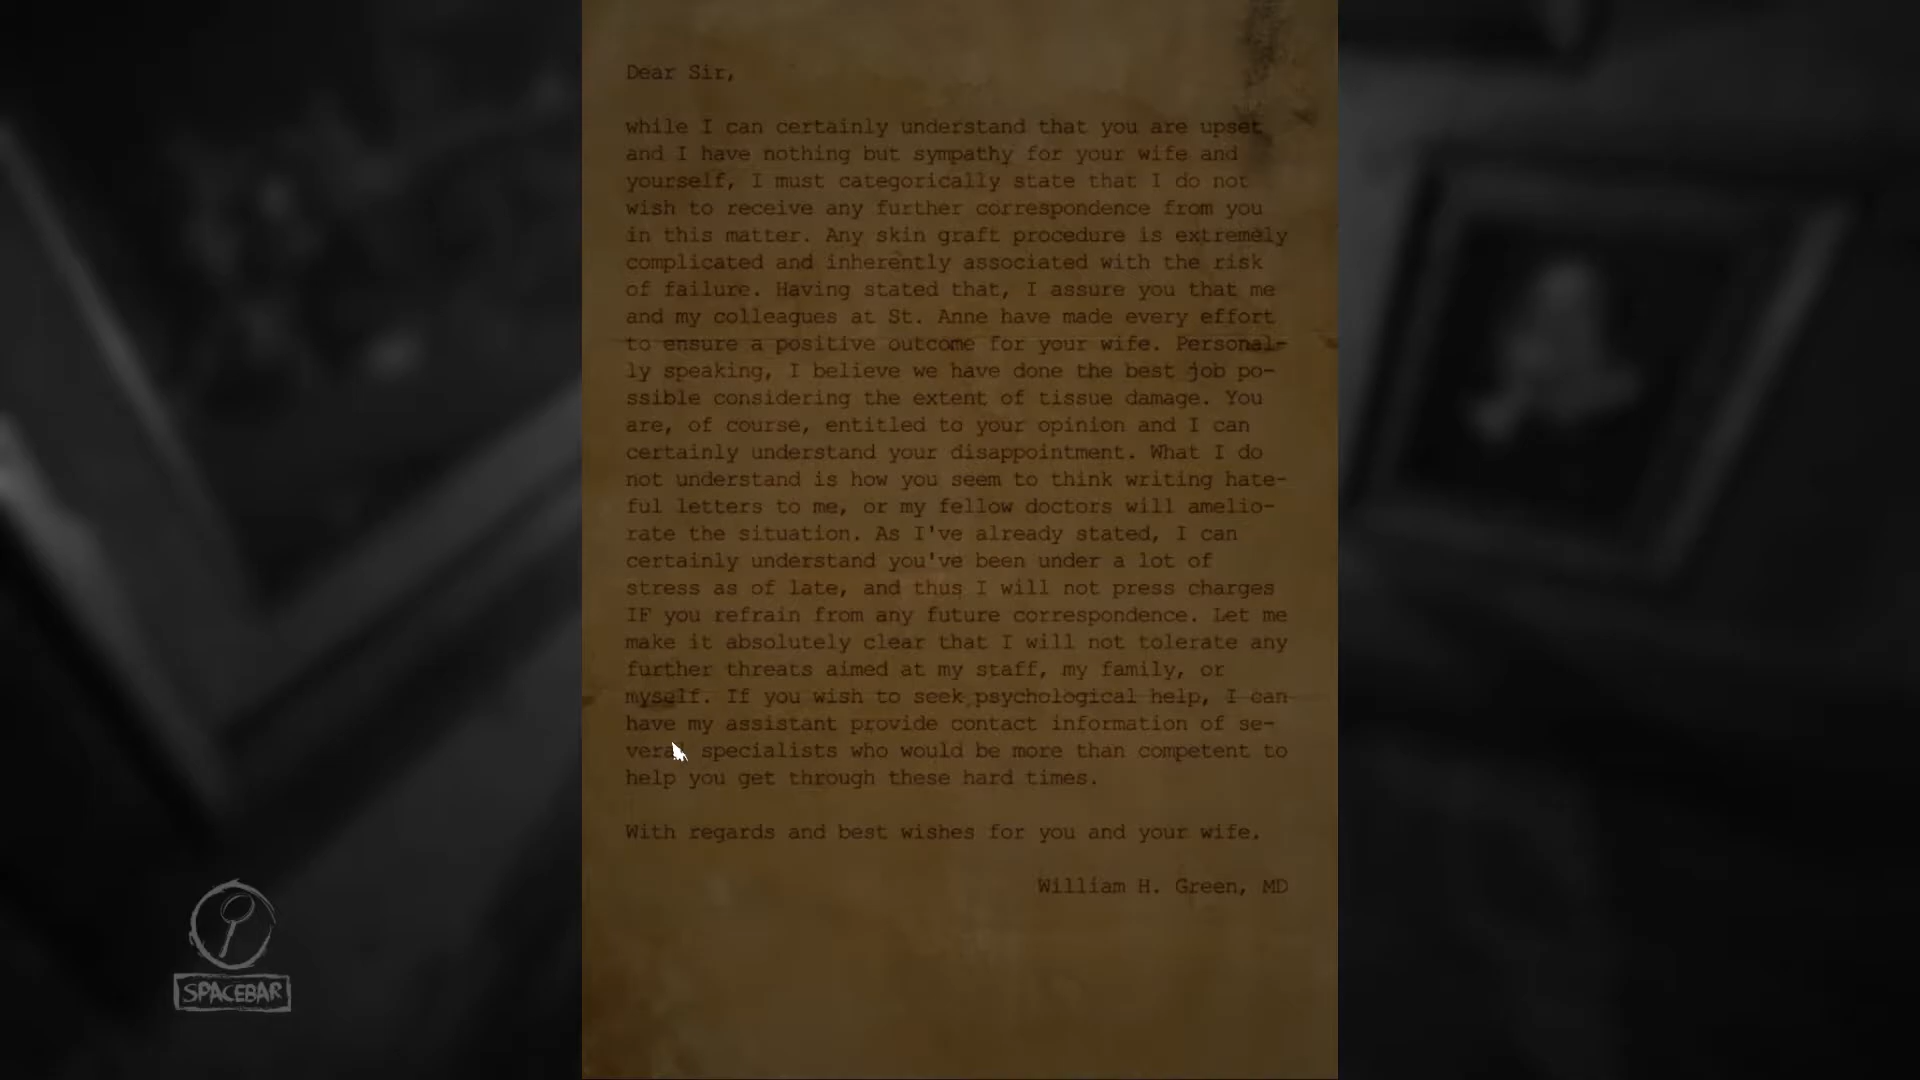 Dear Sir,
while I can certainly understand that you are upset
and I have nothing but sympathy for your wife and
yourself, I must categorically state that I do not
wish to receive any further correspondence from you
in this matter. Any skin graft procedure is extremely
complicated and inherently associated with the risk
of failure. Having stated that, I assure you that me
and my colleagues at St. Anne have made every effort
to ensure a positive outcome for your wife. Personal-
ly speaking, I believe we have done the best job po-
ssible considering the extent of tissue damage. You
are, of course, entitled to your opinion and I can
certainly understand your disappointment. What I do
not understand is how you seem to think writing hate-
ful letters to me, or my fellow doctors will amelio-
rate the situation. As I've already stated, I can
certainly understand you've been under a lot of
stress as of late, and thus I will not press charges
IF you refrain from any future correspondence. Let me
make it absolutely clear that I will not tolerate any
further threats aimed at my staff, my family, or
myself. If you wish to seek psychological help, I can
have my assistant provide contact information of se-
veral specialists who would be more than competent to
help you get through these hard times.
With regards and best wishes for you and your wife.
William H. Green, MD
SPACEBAR